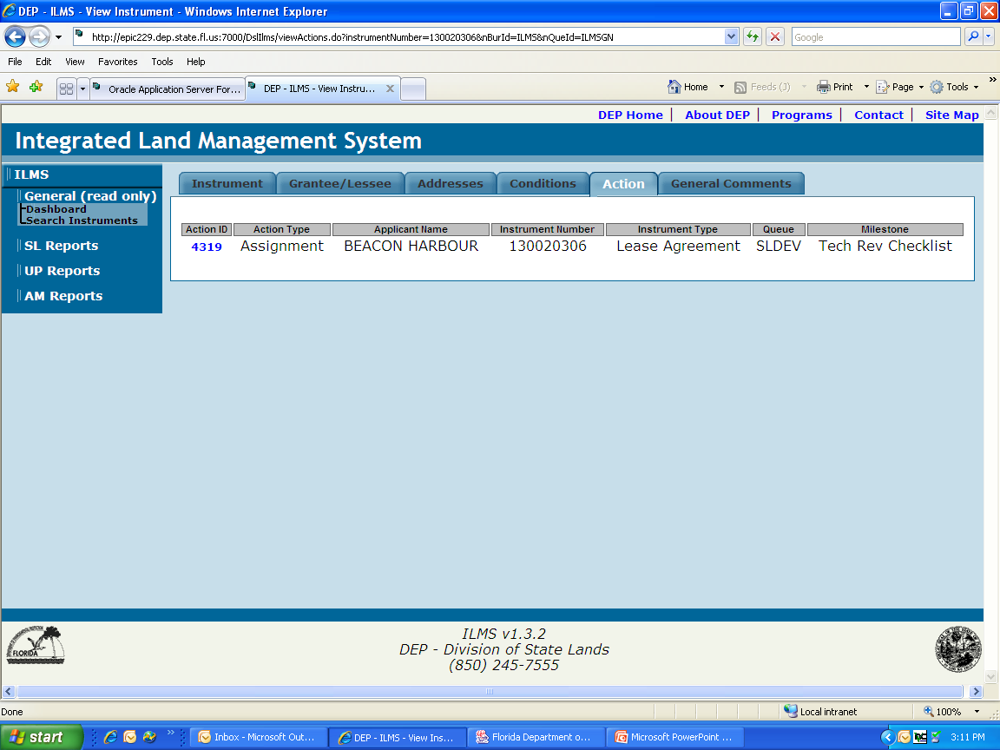 DEP - ILMS - View Instrument - Windows Internet Explorer
http://epic229.dep.state.fl.us:7000/DslIlms/viewActions.do?instrumentNumber=130020306&nBurId=ILMS&nQueId=ILMSGN
Google
File Edit View Favorites Tools Help
Oracle Application Server For...
DEP - ILMS - View Instru...
Home Feeds (J) Print Page Tools
DEP Home | About DEP | Programs | Contact | Site Map
Integrated Land Management System
ILMS
General (read only)
Dashboard
Search Instruments
SL Reports
UP Reports
AM Reports
Instrument Grantee/Lessee Addresses Conditions Action General Comments
Action ID Action Type Applicant Name Instrument Number Instrument Type Queue Milestone
4319 Assignment BEACON HARBOUR 130020306 Lease Agreement SLDEV Tech Rev Checklist
FLORIDA
ILMS v1.3.2
DEP - Division of State Lands
(850) 245-7555
Done Local intranet 100%
start Inbox - Microsoft Out... DEP - ILMS - View Ins... Florida Department o... Microsoft PowerPoint ... 3:11 PM